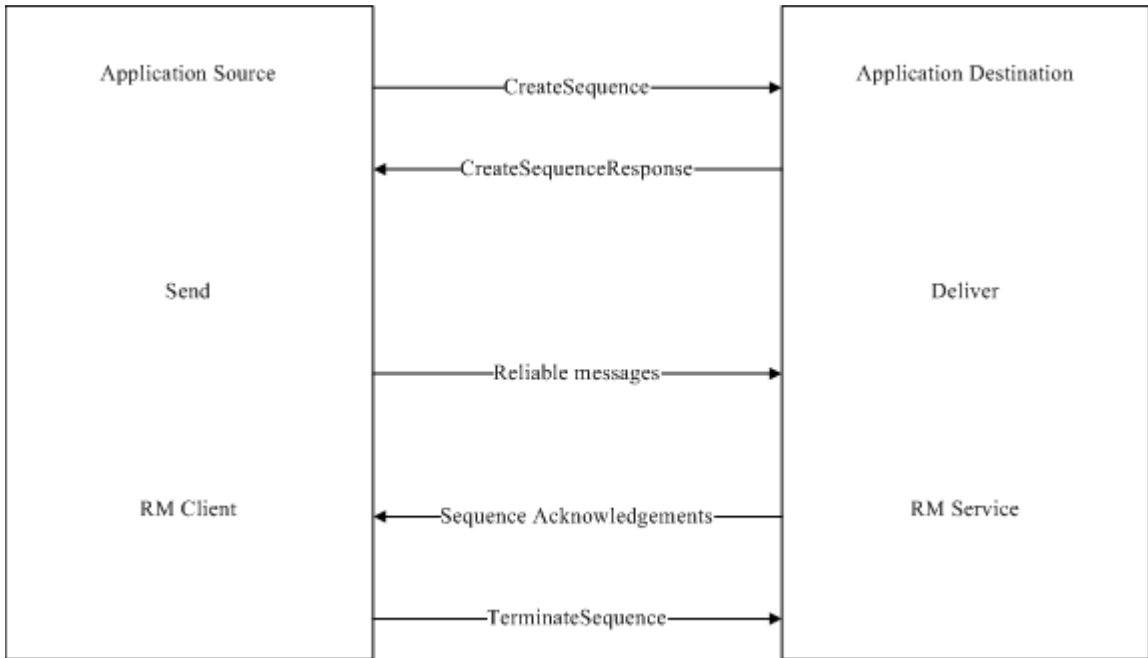 Application Source
CreateSequence
Application Destination
CreateSequenceResponse
Send
Deliver
Reliable messages
RM Client
Sequence Acknowledgements
RM Service
TerminateSequence